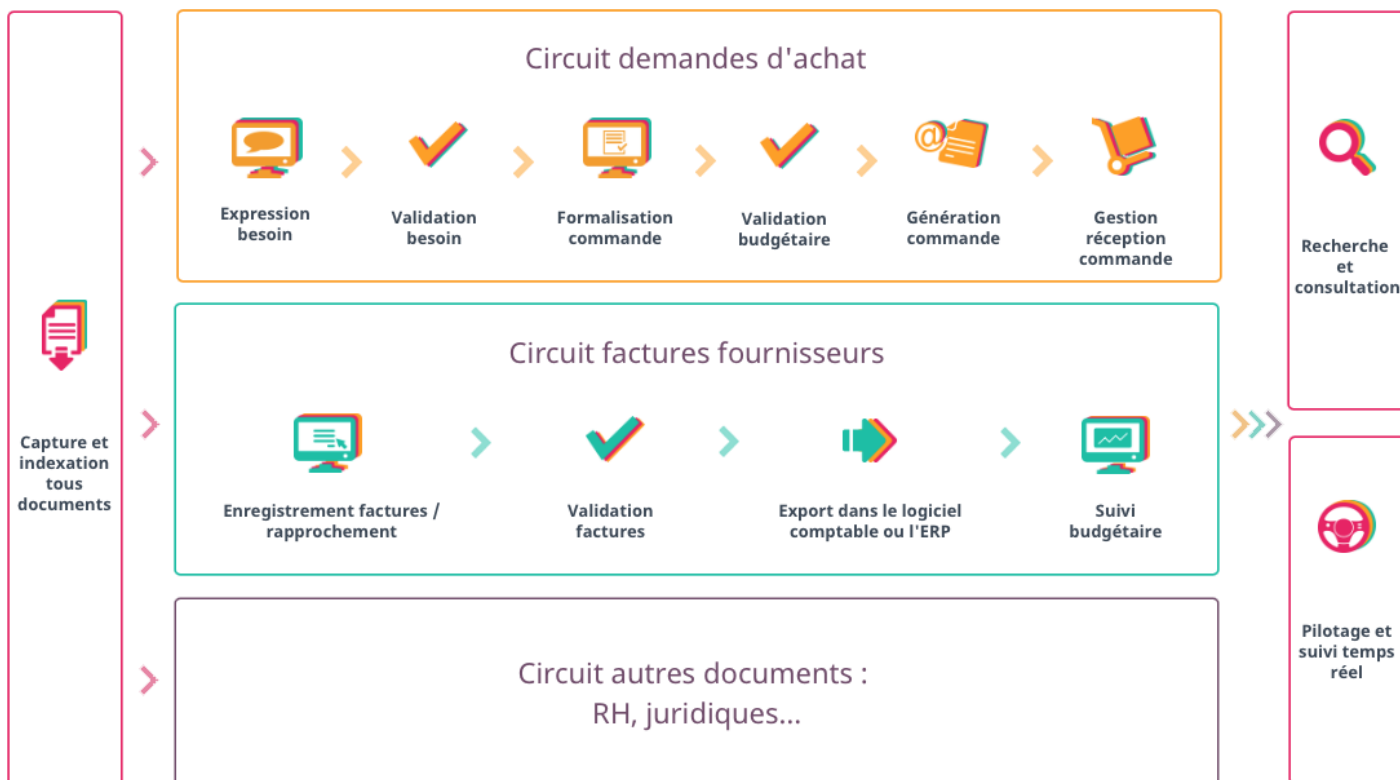 Capture et
indexation
tous
documents
Circuit demandes d'achat
Expression
besoin
Validation
besoin
Formalisation
commande
Validation
budgétaire
Génération
commande
Gestion
réception
commande
Circuit factures fournisseurs
Enregistrement factures /
rapprochement
Validation
factures
Export dans le logiciel
comptable ou l'ERP
Suivi
budgétaire
Circuit autres documents :
RH, juridiques...
Recherche
et
consultation
Pilotage et
suivi temps
réel